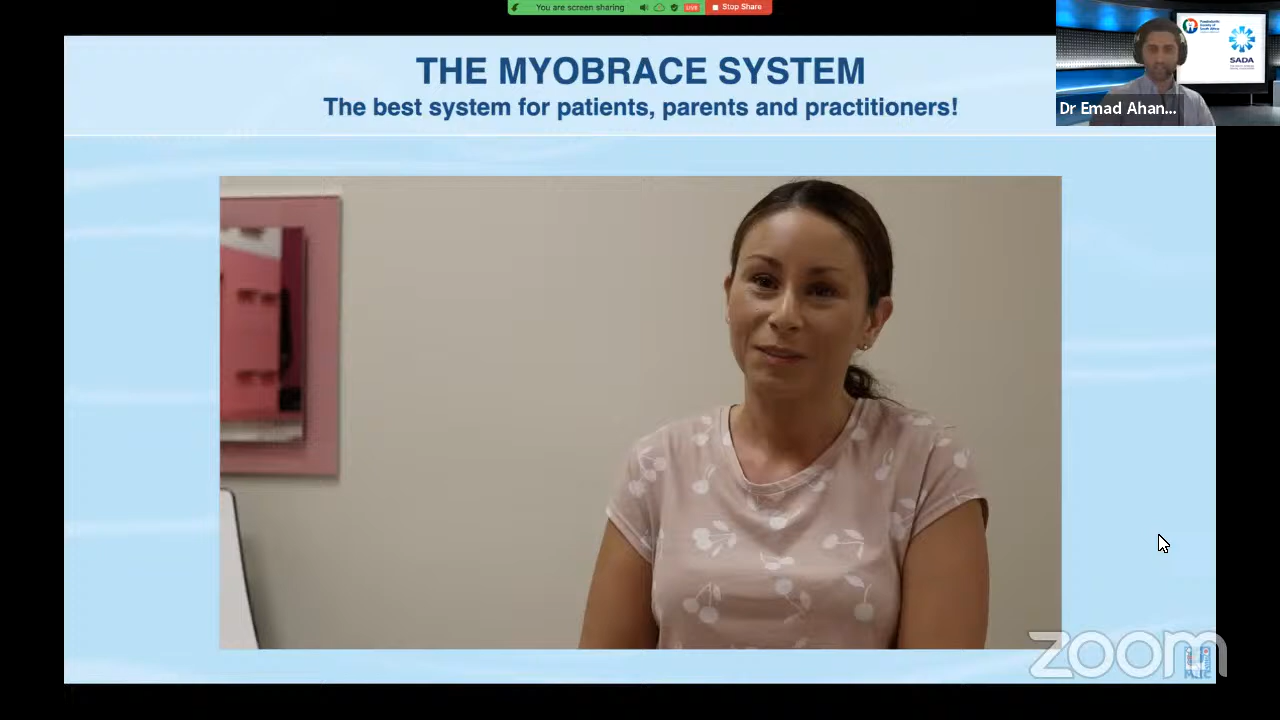 You are screen sharing
LIVE
Stop Share
THE MYOBRACE SYSTEM
The best system for patients, parents and practitioners!
SADA
Dr Emad Ahan...
zoom